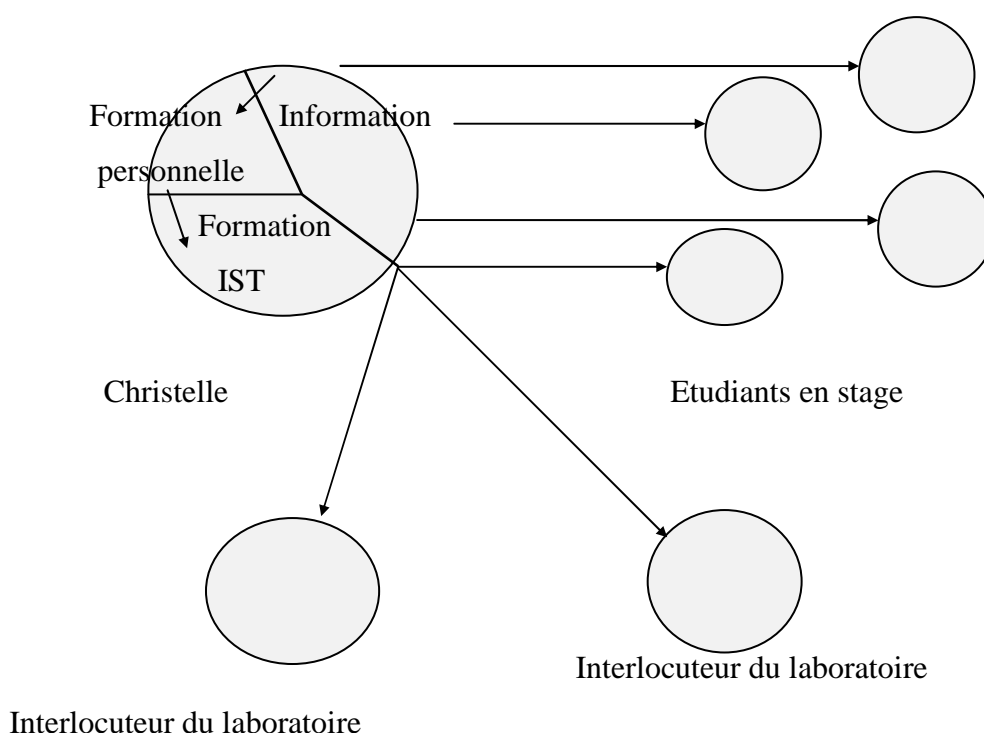 Formation
Information
personnelle
Formation
IST
Christelle
Etudiants en stage
Interlocuteur du laboratoire
Interlocuteur du laboratoire